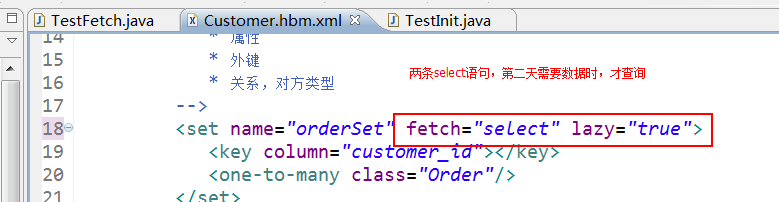 TestFetch.java Customer.hbm.xml TestInit.java
14 * 属性
15 * 外键
16 * 关系,对方类型
两条select语句,第二天需要数据时,才查询
17 -->
18 <set name="orderSet" fetch="select" lazy="true">
19 <key column="customer_id"></key>
20 <one-to-many class="Order"/>
21 </set>